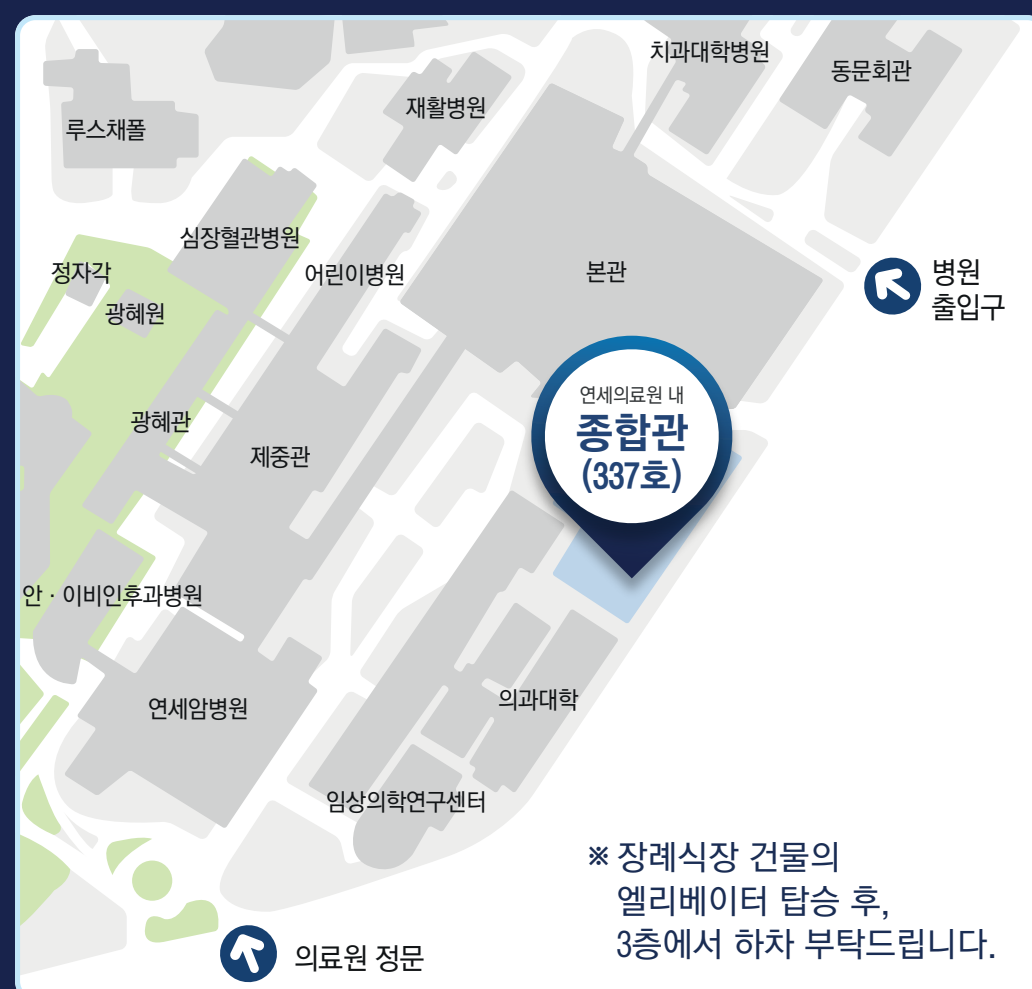 치과대학병원
동문회관
재활병원
루스채플
심장혈관병원
어린이병원
본관
정자각
광혜원
병원
출입구
연세의료원 내
종합관
(337호)
광혜관
제중관
안·이비인후과병원
연세암병원
의과대학
임상의학연구센터
※ 장례식장 건물의
엘리베이터 탑승 후,
3층에서 하차 부탁드립니다.
의료원 정문